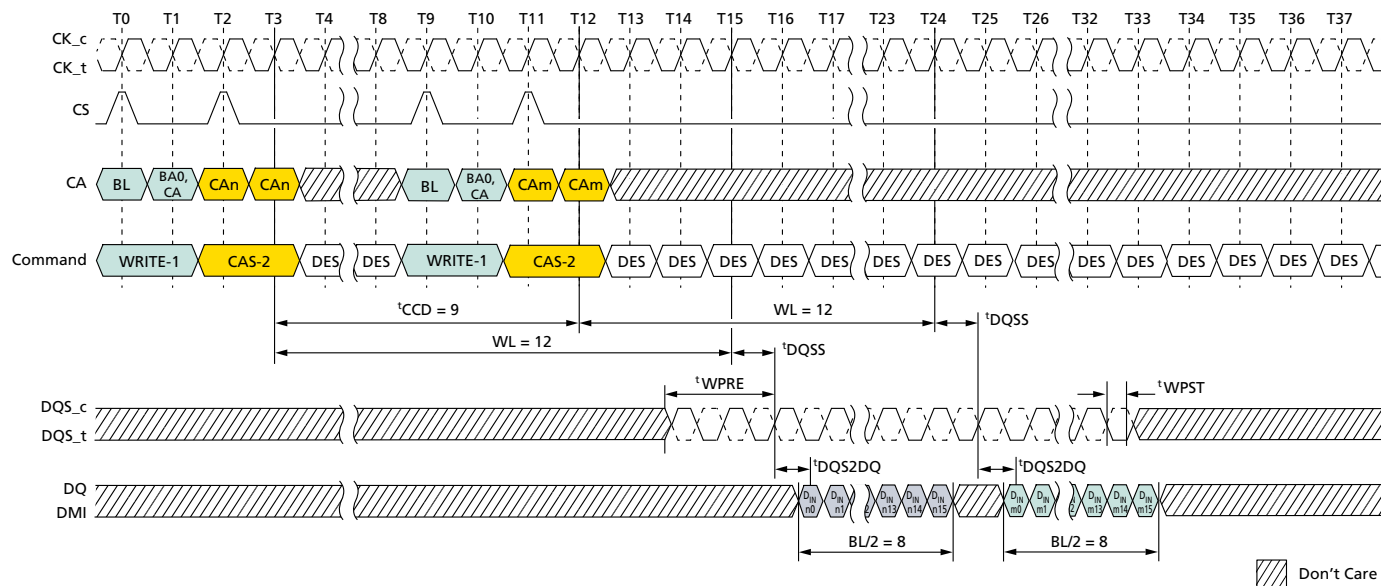 T0 T1 T2 T3 T4 T8 T9 T10 T11 T12 T13 T14 T15 T16 T17 T23 T24 T25 T26 T32 T33 T34 T35 T36 T37
CK_c
CK_t
CS
CA BL BA0, CA CAn CAn BL BA0, CA CAm CAm
Command WRITE-1 CAS-2 DES DES WRITE-1 CAS-2 DES DES DES DES DES DES DES DES DES DES DES DES DES DES DES
tCCD = 9 WL = 12 tDQSS
WL = 12 tDQSS
tWPRE tWPST
DQS_c
DQS_t
tDQS2DQ tDQS2DQ
DQ
DMI
DIN n0 DIN n1 DIN n13 DIN n14 DIN n15 DIN m0 DIN m1 DIN m13 DIN m14 DIN m15
BL/2 = 8 BL/2 = 8
Don't Care